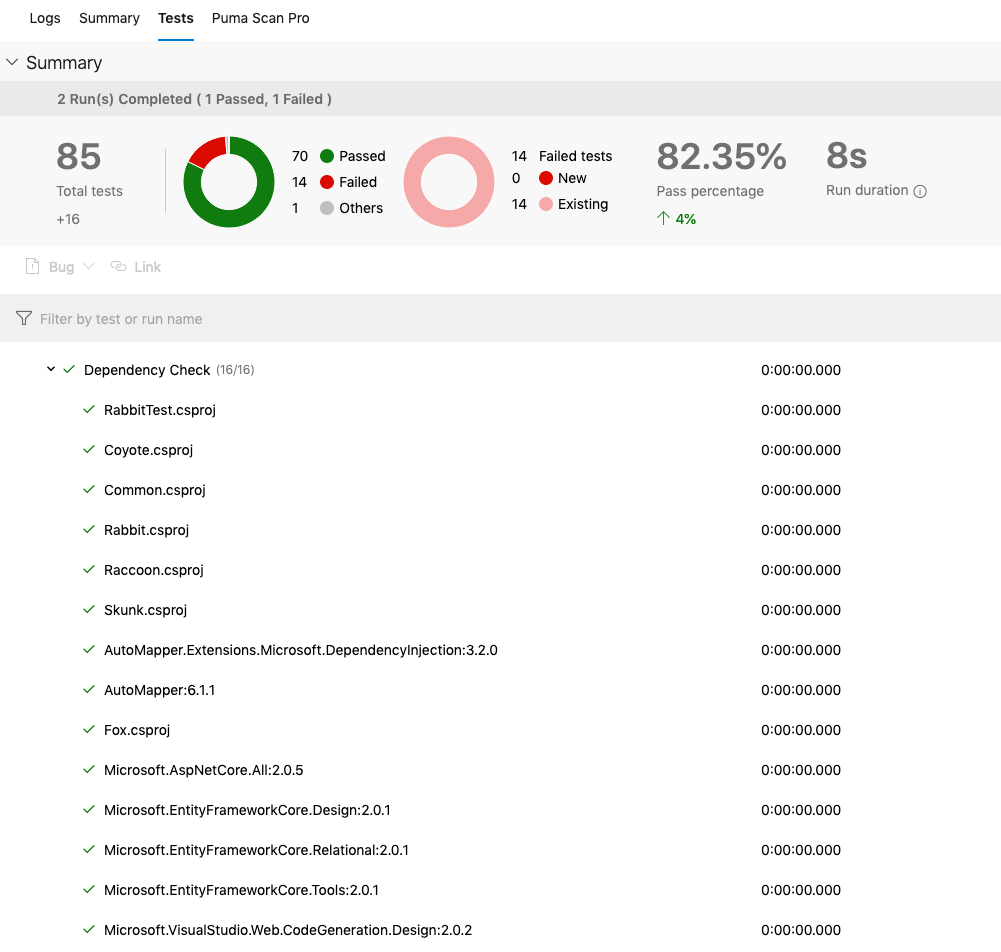 Logs Summary Tests Puma Scan Pro
Summary
2 Run(s) Completed ( 1 Passed, 1 Failed )
85
Total tests
+16
70 Passed
14 Failed
1 Others
14 Failed tests
0 New
14 Existing
82.35%
Pass percentage
4%
8s
Run duration
Bug Link
Filter by test or run name
Dependency Check (16/16) 0:00:00.000
RabbitTest.csproj 0:00:00.000
Coyote.csproj 0:00:00.000
Common.csproj 0:00:00.000
Rabbit.csproj 0:00:00.000
Raccoon.csproj 0:00:00.000
Skunk.csproj 0:00:00.000
AutoMapper.Extensions.Microsoft.DependencyInjection:3.2.0 0:00:00.000
AutoMapper:6.1.1 0:00:00.000
Fox.csproj 0:00:00.000
Microsoft.AspNetCore.All:2.0.5 0:00:00.000
Microsoft.EntityFrameworkCore.Design:2.0.1 0:00:00.000
Microsoft.EntityFrameworkCore.Relational:2.0.1 0:00:00.000
Microsoft.EntityFrameworkCore.Tools:2.0.1 0:00:00.000
Microsoft.VisualStudio.Web.CodeGeneration.Design:2.0.2 0:00:00.000